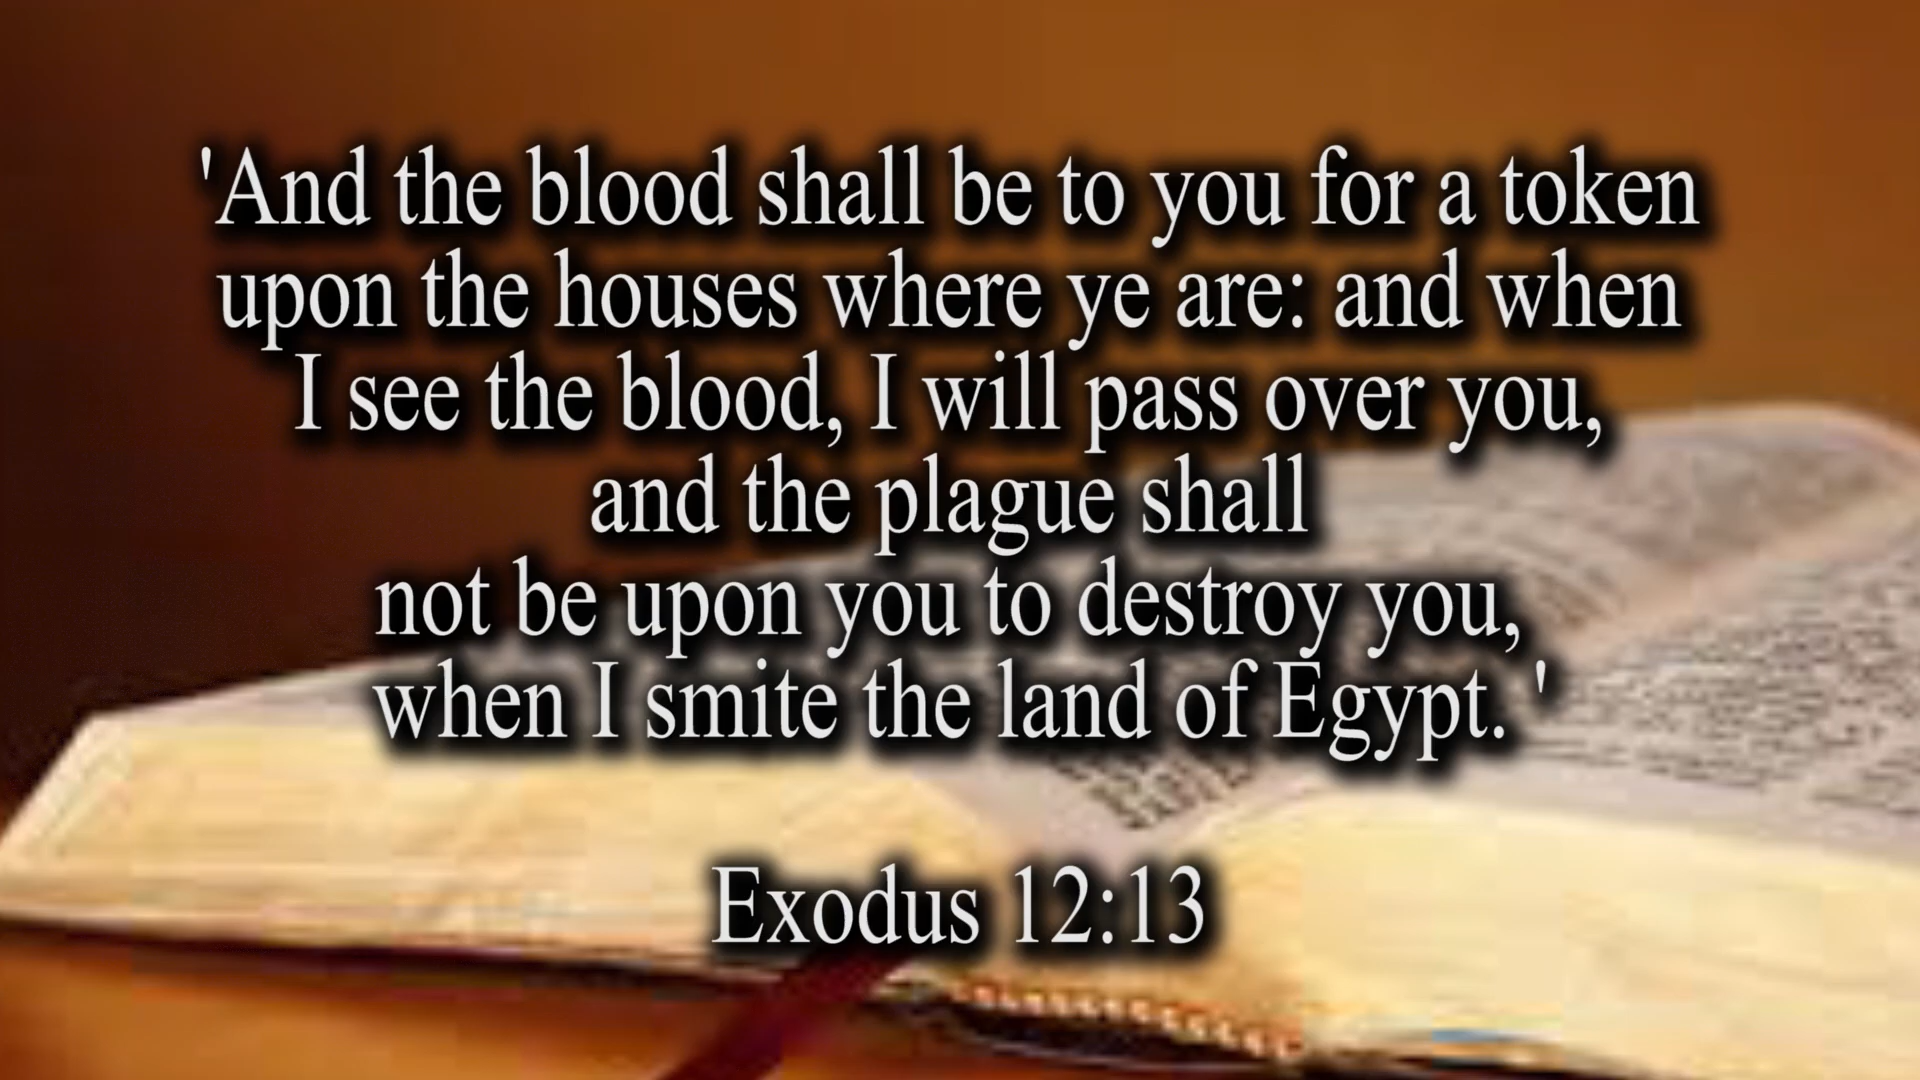 'And the blood shall be to you for a token
upon the houses where ye are: and when
I see the blood, I will pass over you,
and the plague shall
not be upon you to destroy you,
when I smite the land of Egypt. '
Exodus 12:13